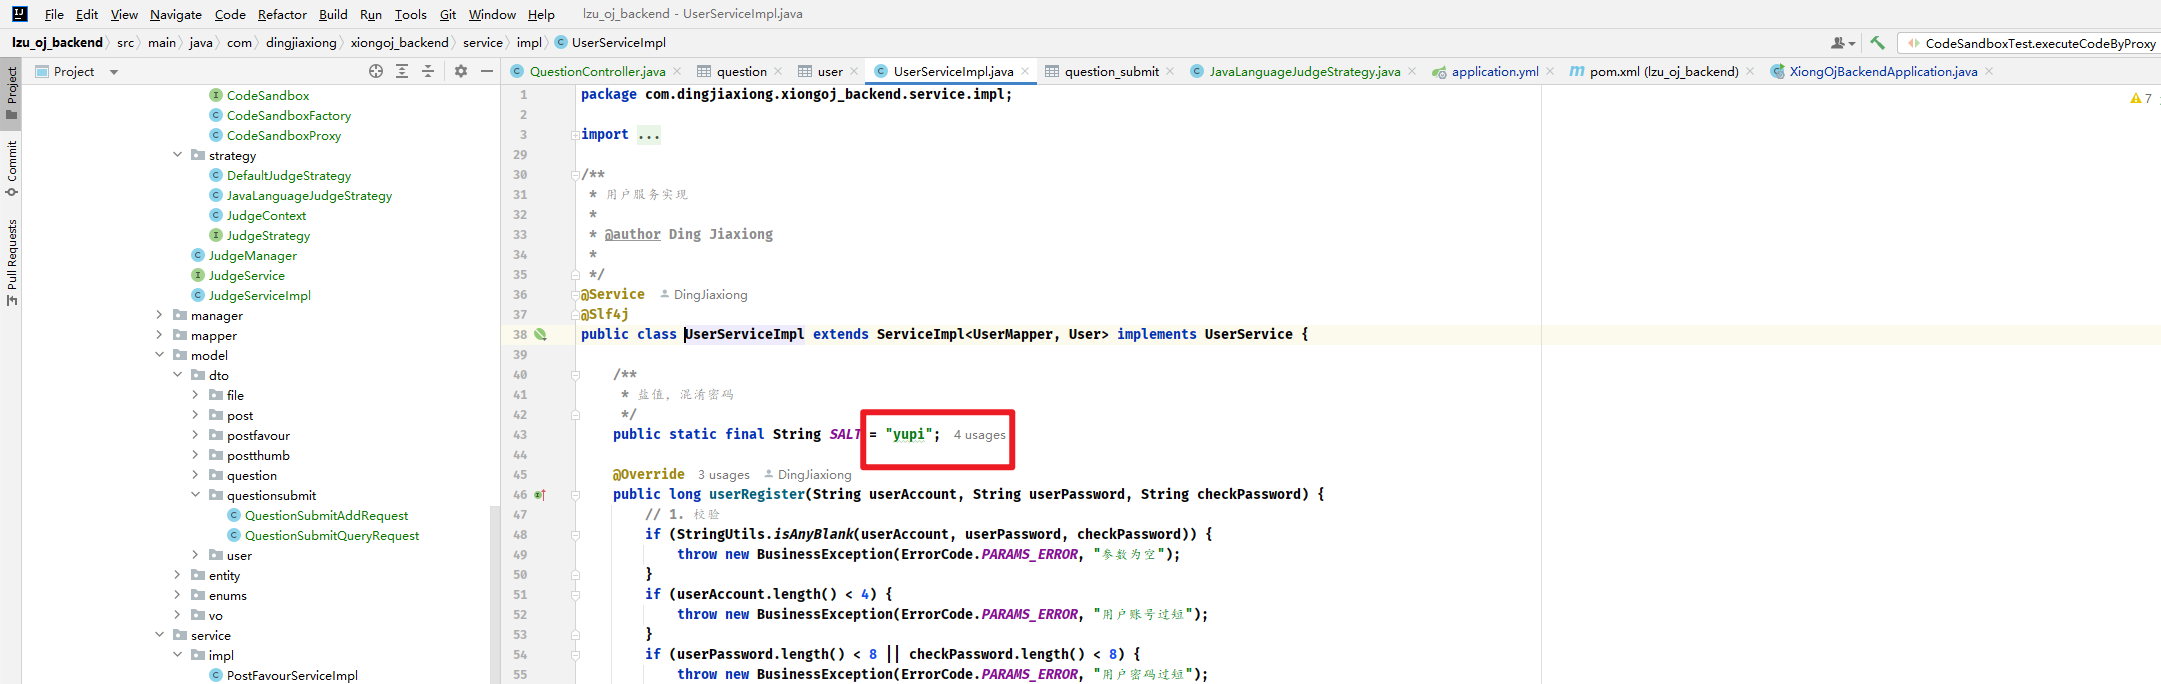 File Edit View Navigate Code Refactor Build Run Tools Git Window Help lzu_oj_backend - UserServiceImpl.java
lzu_oj_backend src main java com dingjiaxiong xiongoj_backend service impl UserServiceImpl CodeSandboxTest.executeCodeByProxy
Project QuestionController.java question user UserServiceImpl.java question_submit JavaLanguageJudgeStrategy.java application.yml pom.xml (lzu_oj_backend) XiongOjBackendApplication.java
Project
Commit
Pull Requests
CodeSandbox
CodeSandboxFactory
CodeSandboxProxy
strategy
DefaultJudgeStrategy
JavaLanguageJudgeStrategy
JudgeContext
JudgeStrategy
JudgeManager
JudgeService
JudgeServiceImpl
manager
mapper
model
dto
file
post
postfavour
postthumb
question
questionsubmit
QuestionSubmitAddRequest
QuestionSubmitQueryRequest
user
entity
enums
vo
service
impl
PostFavourServiceImpl
7
1 package com.dingjiaxiong.xiongoj_backend.service.impl;
2
3 import ...
29
30 /**
31 * 用户服务实现
32 *
33 * @author Ding Jiaxiong
34 *
35 */
36 @Service DingJiaxiong
37 @Slf4j
38 public class UserServiceImpl extends ServiceImpl<UserMapper, User> implements UserService {
39
40 /**
41 * 盐值，混淆密码
42 */
43 public static final String SALT = "yupi"; 4 usages
44
45 @Override 3 usages DingJiaxiong
46 public long userRegister(String userAccount, String userPassword, String checkPassword) {
47 // 1. 校验
48 if (StringUtils.isAnyBlank(userAccount, userPassword, checkPassword)) {
49 throw new BusinessException(ErrorCode.PARAMS_ERROR, "参数为空");
50 }
51 if (userAccount.length() < 4) {
52 throw new BusinessException(ErrorCode.PARAMS_ERROR, "用户账号过短");
53 }
54 if (userPassword.length() < 8 || checkPassword.length() < 8) {
55 throw new BusinessException(ErrorCode.PARAMS_ERROR, "用户密码过短");